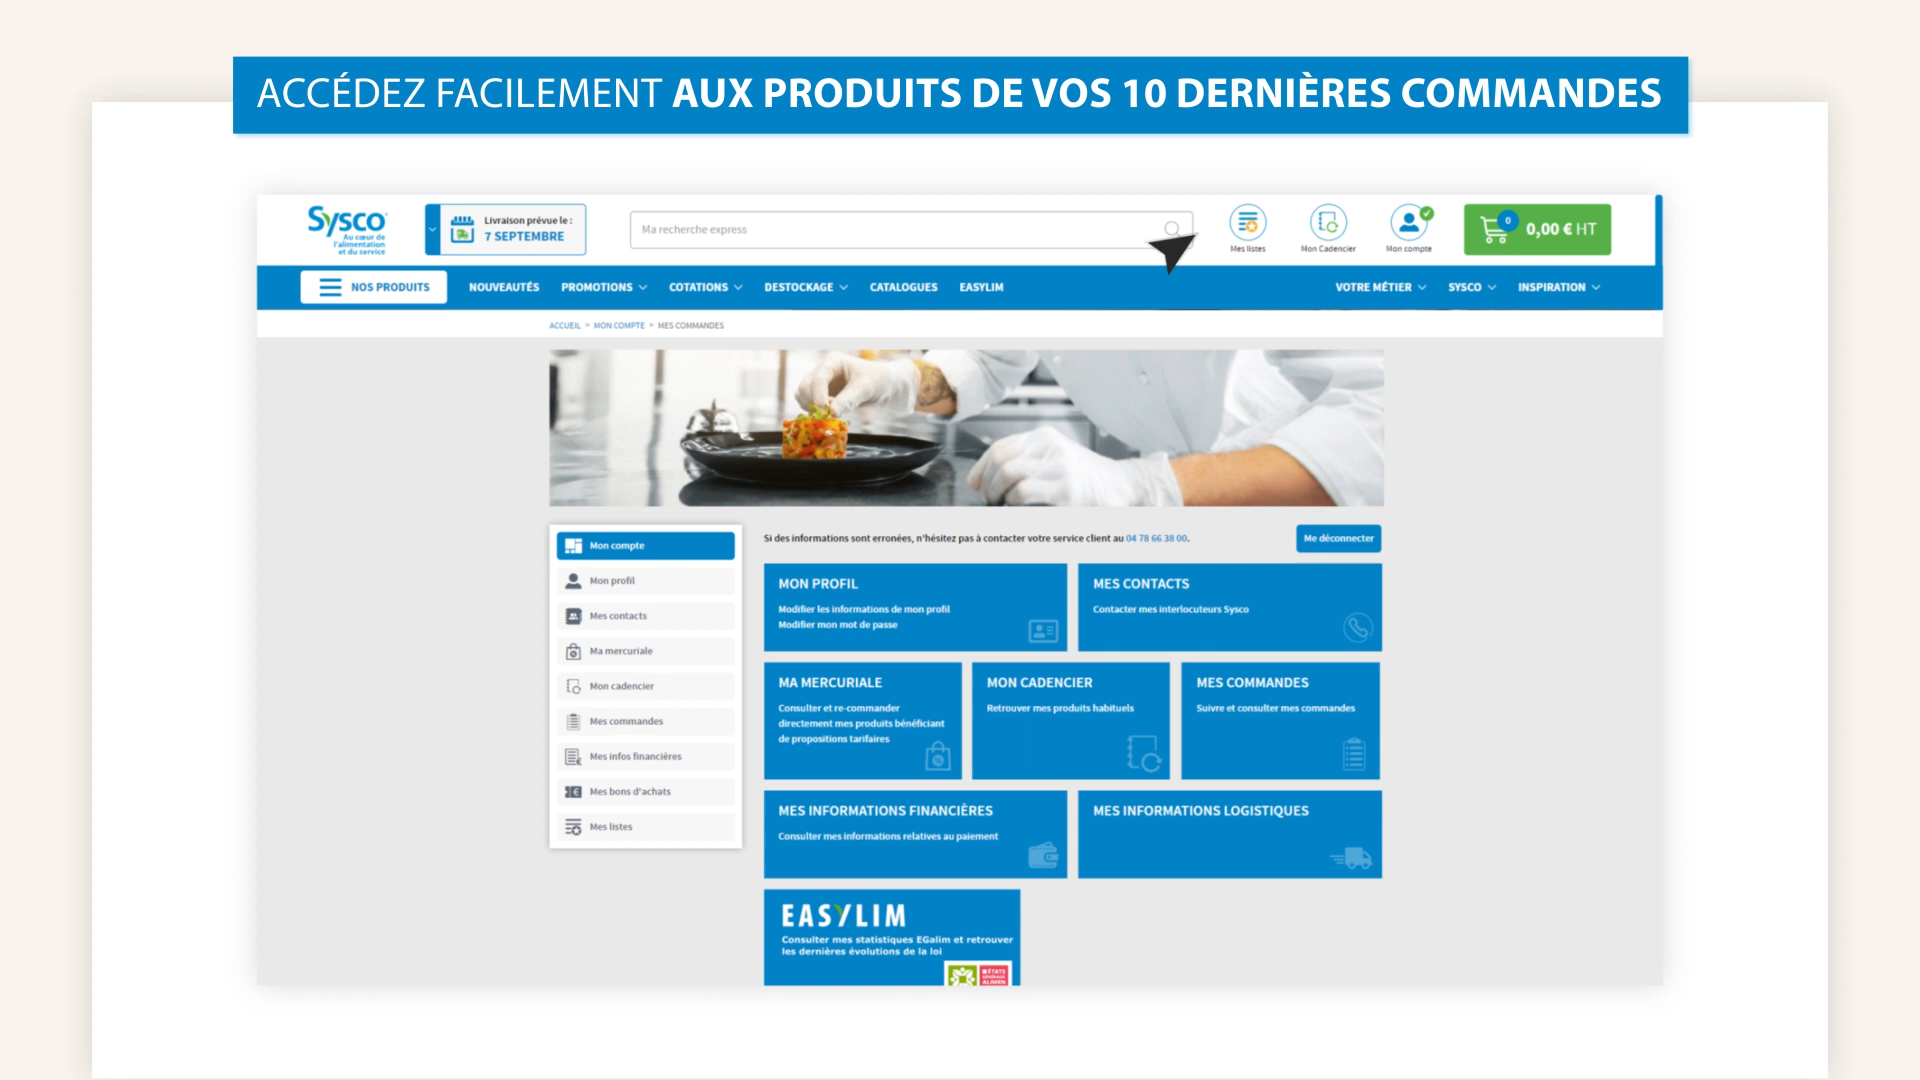 ACCÉDEZ FACILEMENT AUX PRODUITS DE VOS 10 DERNIÈRES COMMANDES
Sysco
Au cœur de
l'alimentation
et du service
Livraison prévue le :
7 SEPTEMBRE
Ma recherche express
Mes listes
Mon Cadencier
Mon compte
0
0,00 € HT
NOS PRODUITS
NOUVEAUTÉS
PROMOTIONS
COTATIONS
DESTOCKAGE
CATALOGUES
EASYLIM
VOTRE MÉTIER
SYSCO
INSPIRATION
ACCUEIL > MON COMPTE > MES COMMANDES
Mon compte
Mon profil
Mes contacts
Ma mercuriale
Mon cadencier
Mes commandes
Mes infos financières
Mes bons d'achats
Mes listes
Si des informations sont erronées, n'hésitez pas à contacter votre service client au 04 78 66 38 00.
Me déconnecter
MON PROFIL
Modifier les informations de mon profil
Modifier mon mot de passe
MES CONTACTS
Contacter mes interlocuteurs Sysco
MA MERCURIALE
Consulter et re-commander
directement mes produits bénéficiant
de propositions tarifaires
MON CADENCIER
Retrouver mes produits habituels
MES COMMANDES
Suivre et consulter mes commandes
MES INFORMATIONS FINANCIÈRES
Consulter mes informations relatives au paiement
MES INFORMATIONS LOGISTIQUES
EASYLIM
Consulter mes statistiques EGalim et retrouver
les dernières évolutions de la loi
ÉTATS
GÉNÉRAUX
ALIMEN